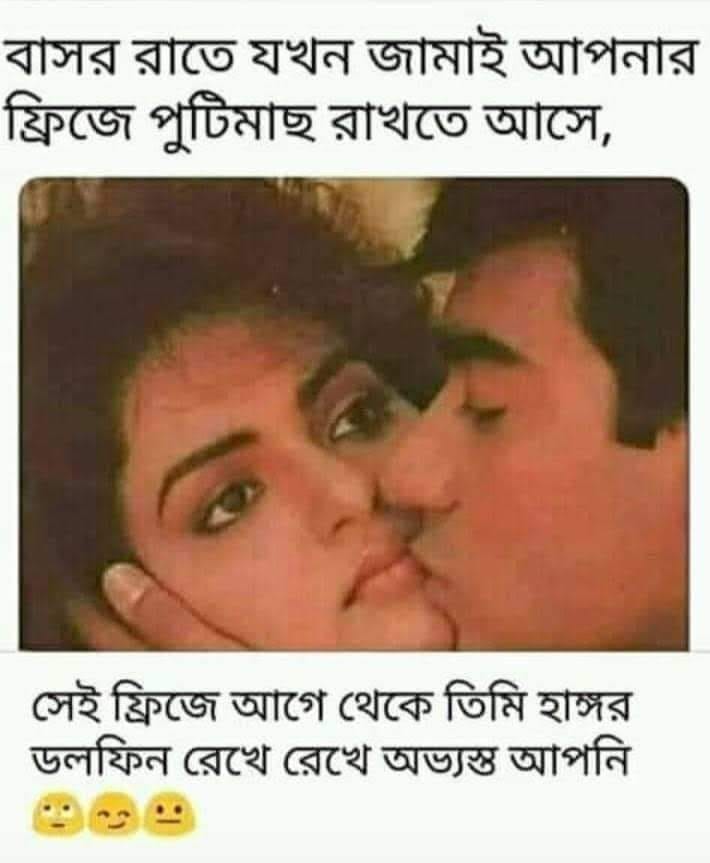 বাসর রাতে যখন জামাই আপনার
ফ্রিজে পুটিমাছ রাখতে আসে,
সেই ফ্রিজে আগে থেকে তিমি হাঙ্গর
ডলফিন রেখে রেখে অভ্যস্ত আপনি
🙄😏😐